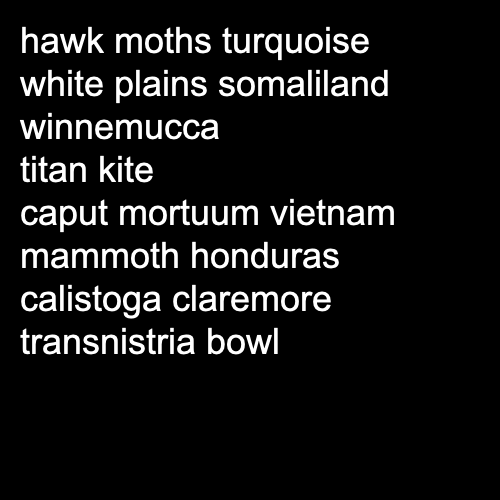 hawk moths turquoise
white plains somaliland
winnemucca
titan kite
caput mortuum vietnam
mammoth honduras
calistoga claremore
transnistria bowl